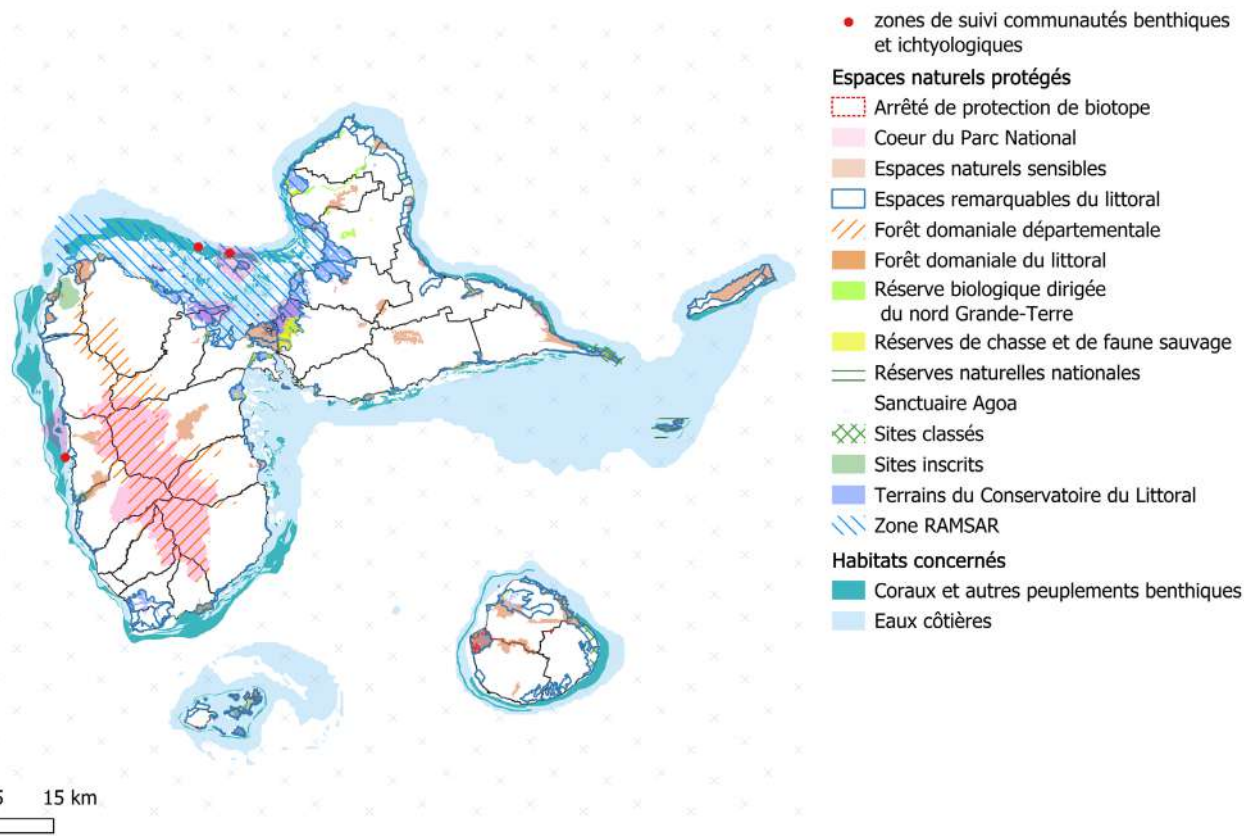 zones de suivi communautés benthiques
et ichtyologiques
Espaces naturels protégés
Arrêté de protection de biotope
Coeur du Parc National
Espaces naturels sensibles
Espaces remarquables du littoral
Forêt domaniale départementale
Forêt domaniale du littoral
Réserve biologique dirigée
du nord Grande-Terre
Réserves de chasse et de faune sauvage
Réserves naturelles nationales
Sanctuaire Agoa
Sites classés
Sites inscrits
Terrains du Conservatoire du Littoral
Zone RAMSAR
Habitats concernés
Coraux et autres peuplements benthiques
Eaux côtières
15 km